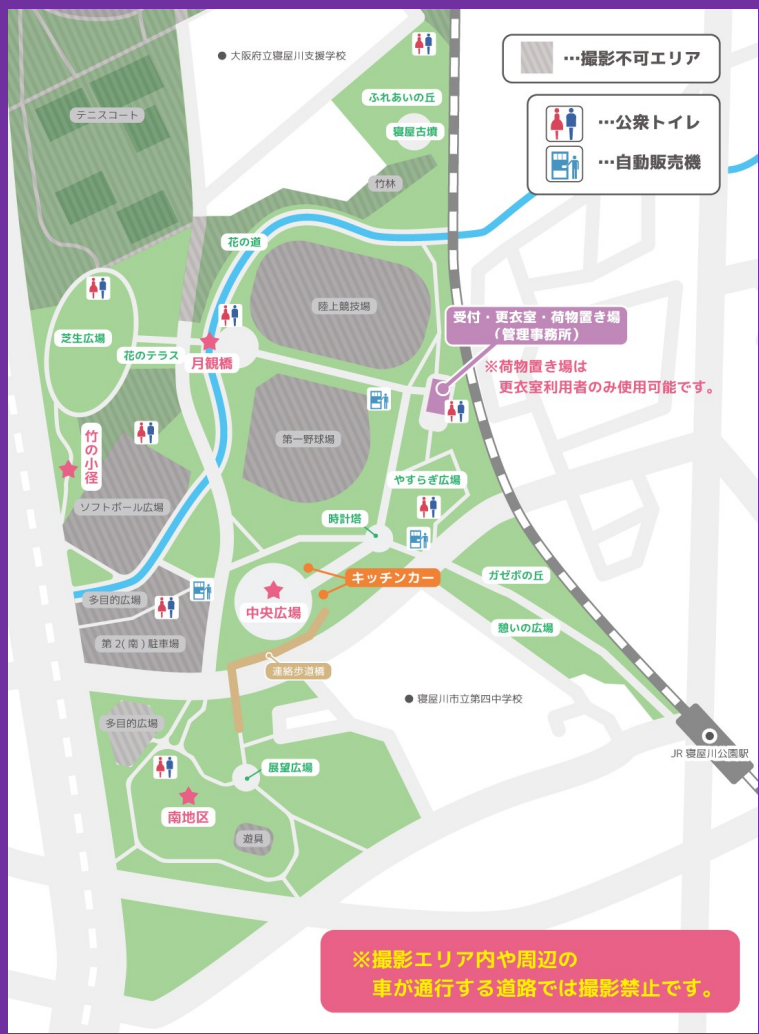 大阪府立寝屋川支援学校
…撮影不可エリア
ふれあいの丘
…公衆トイレ
テニスコート
寝屋古墳
…自動販売機
竹林
花の道
陸上競技場
受付・更衣室・荷物置き場
(管理事務所)
芝生広場
花のテラス
月観橋
※荷物置き場は
更衣室利用者のみ使用可能です。
竹の小径
第一野球場
やすらぎ広場
ソフトボール広場
時計塔
キッチンカー
ガゼボの丘
多目的広場
中央広場
憩いの広場
第2(南)駐車場
連絡歩道橋
寝屋川市立第四中学校
多目的広場
JR 寝屋川公園駅
展望広場
南地区
遊具
※撮影エリア内や周辺の
車が通行する道路では撮影禁止です。